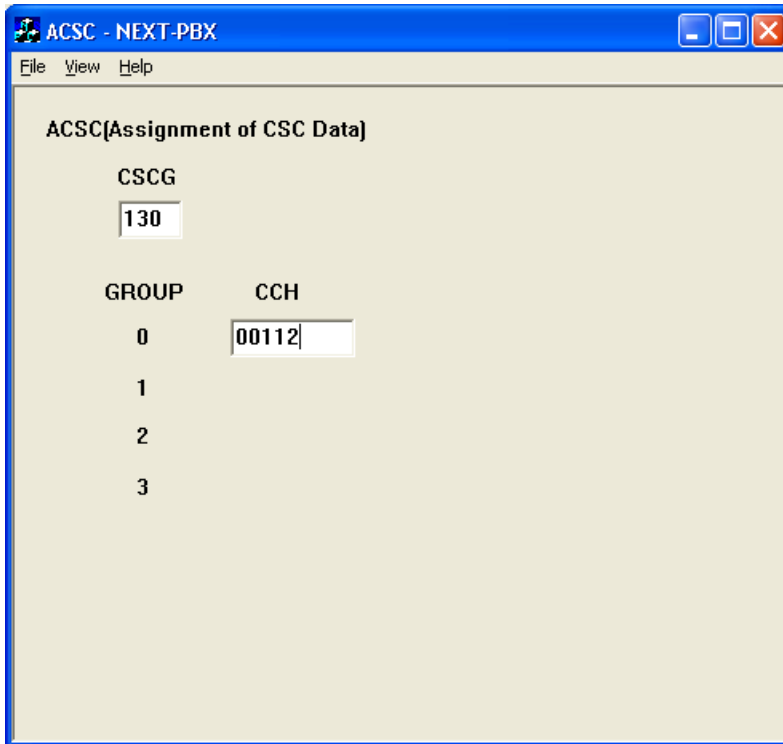 ACSC - NEXT-PBX
File View Help
ACSC(Assignment of CSC Data)
CSCG
130
GROUP CCH
0 00112
1
2
3